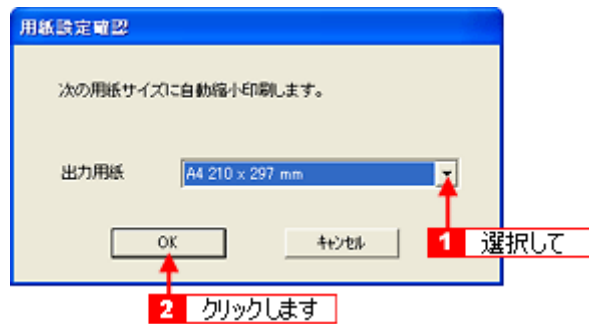 用紙設定確認
次の用紙サイズに自動縮小印刷します。
出力用紙 A4 210 x 297 mm
OK キャンセル
1 選択して
2 クリックします